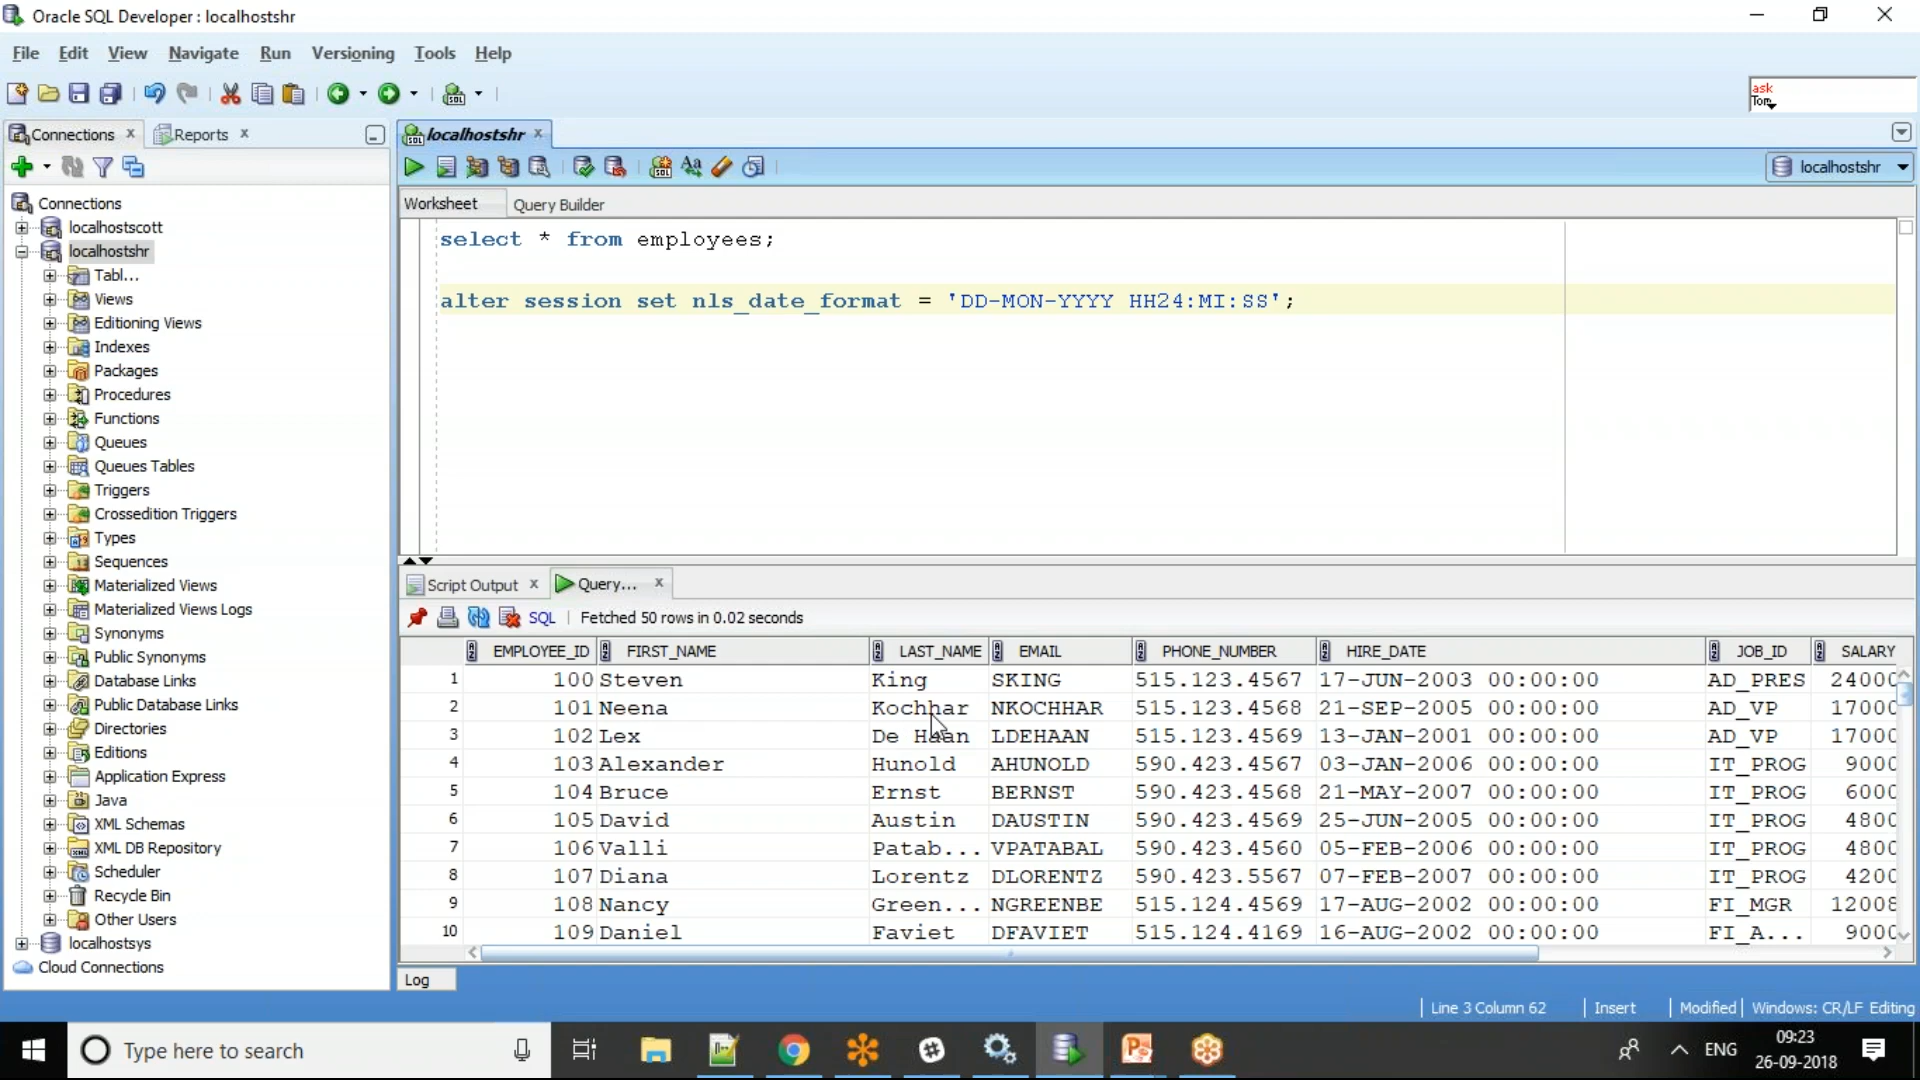 Oracle SQL Developer : localhostshr
File Edit View Navigate Run Versioning Tools Help
ask
Tom
Connections
Reports
localhostshr
localhostshr
Worksheet
Query Builder
Connections
localhostscott
localhostshr
Tabl...
Views
Editioning Views
Indexes
Packages
Procedures
Functions
Queues
Queues Tables
Triggers
Crossedition Triggers
Types
Sequences
Materialized Views
Materialized Views Logs
Synonyms
Public Synonyms
Database Links
Public Database Links
Directories
Editions
Application Express
Java
XML Schemas
XML DB Repository
Scheduler
Recycle Bin
Other Users
localhostsys
Cloud Connections
select * from employees;
alter session set nls_date_format = 'DD-MON-YYYY HH24:MI:SS';
Script Output
Query...
SQL Fetched 50 rows in 0.02 seconds
EMPLOYEE_ID FIRST_NAME LAST_NAME EMAIL PHONE_NUMBER HIRE_DATE JOB_ID SALARY
1 100 Steven King SKING 515.123.4567 17-JUN-2003 00:00:00 AD_PRES 24000
2 101 Neena Kochhar NKOCHHAR 515.123.4568 21-SEP-2005 00:00:00 AD_VP 17000
3 102 Lex De Haan LDEHAAN 515.123.4569 13-JAN-2001 00:00:00 AD_VP 17000
4 103 Alexander Hunold AHUNOLD 590.423.4567 03-JAN-2006 00:00:00 IT_PROG 9000
5 104 Bruce Ernst BERNST 590.423.4568 21-MAY-2007 00:00:00 IT_PROG 6000
6 105 David Austin DAUSTIN 590.423.4569 25-JUN-2005 00:00:00 IT_PROG 4800
7 106 Valli Patab... VPATABAL 590.423.4560 05-FEB-2006 00:00:00 IT_PROG 4800
8 107 Diana Lorentz DLORENTZ 590.423.5567 07-FEB-2007 00:00:00 IT_PROG 4200
9 108 Nancy Green... NGREENBE 515.124.4569 17-AUG-2002 00:00:00 FI_MGR 12008
10 109 Daniel Faviet DFAVIET 515.124.4169 16-AUG-2002 00:00:00 FI_A... 9000
Log
Line 3 Column 62 Insert Modified Windows: CR/LF Editing
Type here to search
ENG
09:23
26-09-2018